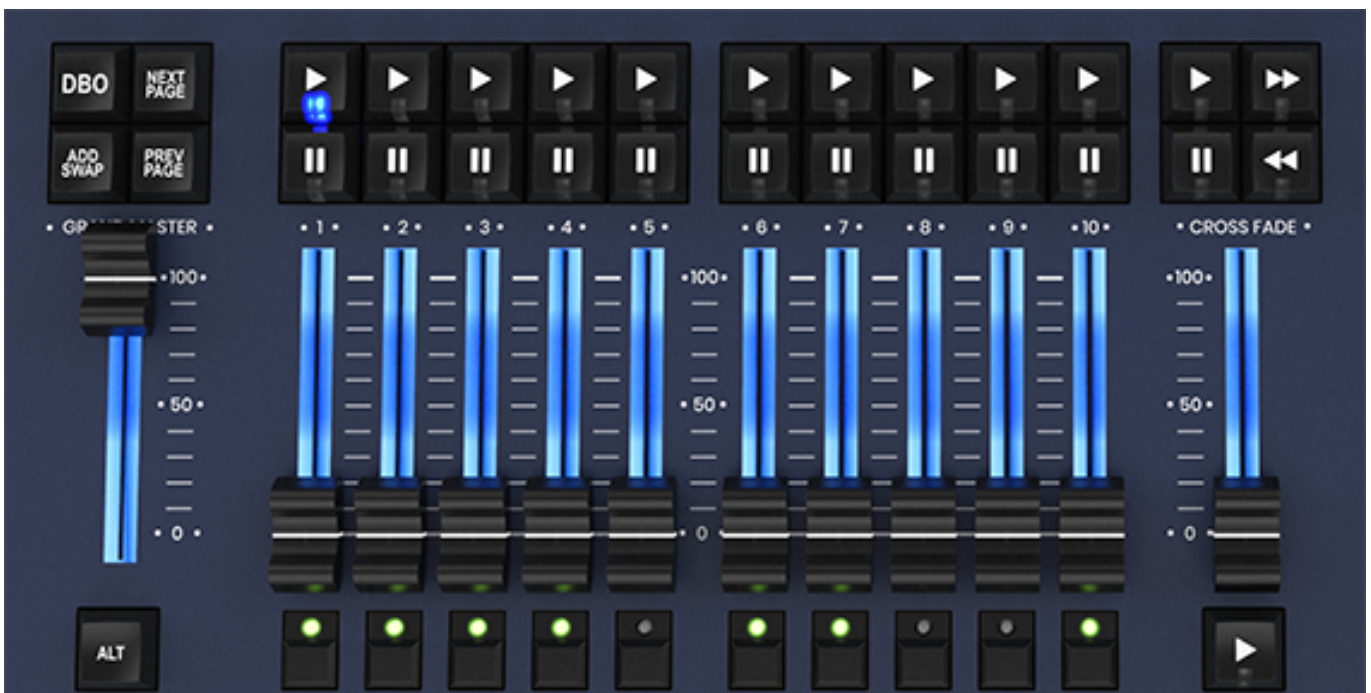 DBO
NEXT
PAGE
ADD
SWAP
PREV
PAGE
• 1 •
• 2 •
• 3 •
• 4 •
• 5 •
• 6 •
• 7 •
• 8 •
• 9 •
• 10 •
• CROSS FADE •
• 100 •
• 50 •
• 0 •
• 100 •
• 50 •
• 0 •
• 100 •
• 50 •
• 0 •
ALT